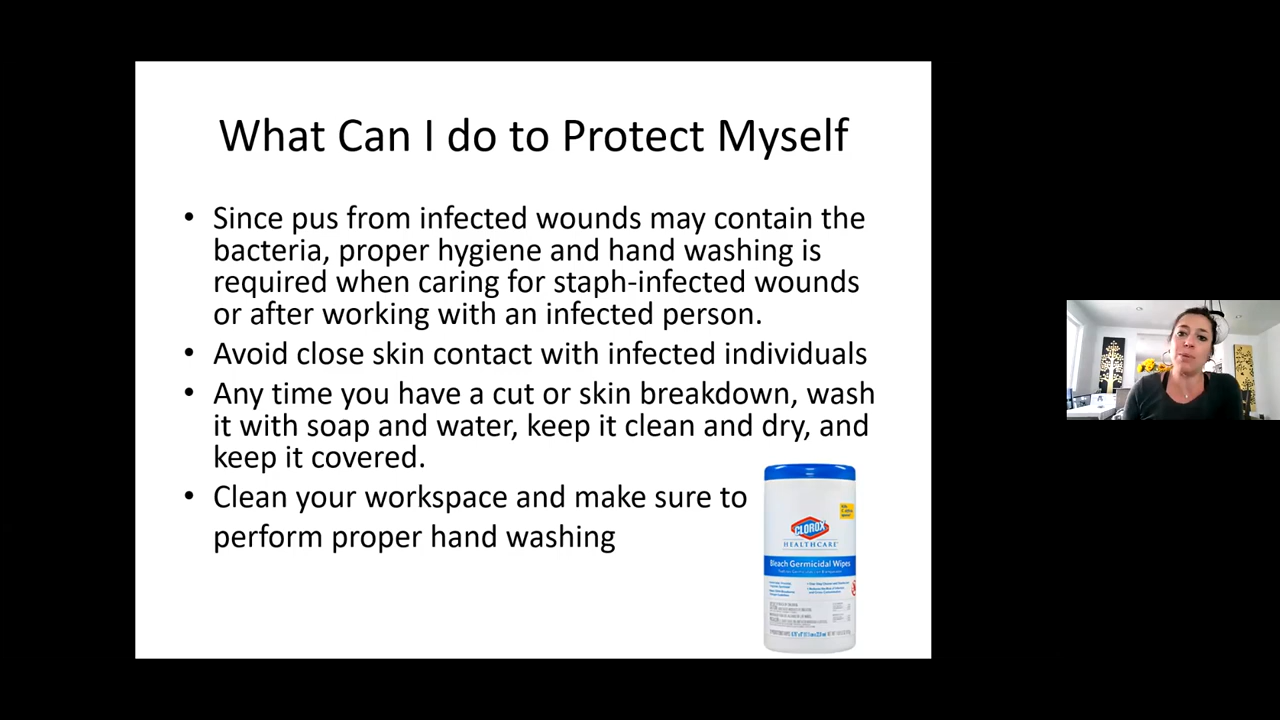 What Can I do to Protect Myself
• Since pus from infected wounds may contain the
bacteria, proper hygiene and hand washing is
required when caring for staph-infected wounds
or after working with an infected person.
• Avoid close skin contact with infected individuals
• Any time you have a cut or skin breakdown, wash
it with soap and water, keep it clean and dry, and
keep it covered.
• Clean your workspace and make sure to
perform proper hand washing
CLOROX
HEALTHCARE
Bleach Germicidal Wipes